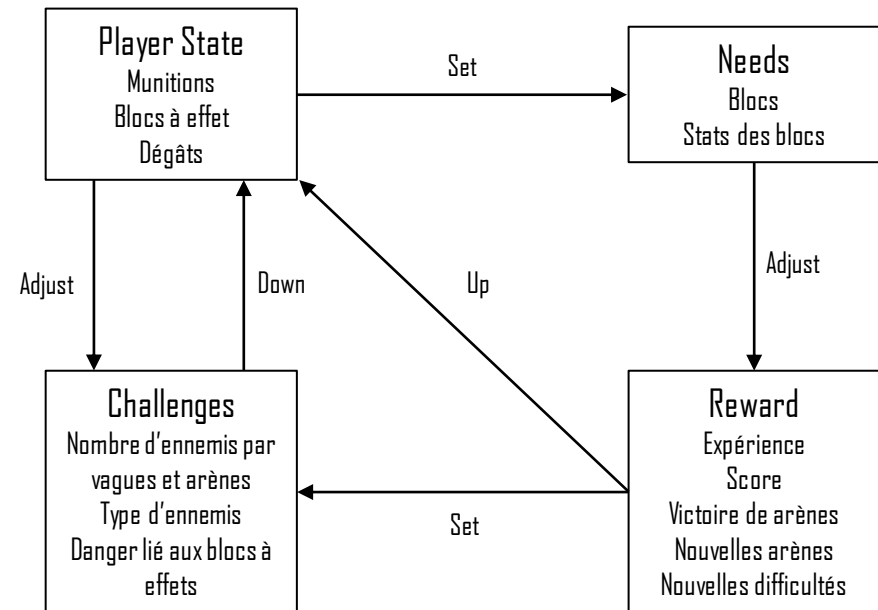 Player State
Munitions
Blocs à effet
Dégâts
Set
Needs
Blocs
Stats des blocs
Adjust
Down
Up
Adjust
Challenges
Nombre d'ennemis par
vagues et arènes
Type d'ennemis
Danger lié aux blocs à
effets
Set
Reward
Expérience
Score
Victoire de arènes
Nouvelles arènes
Nouvelles difficultés